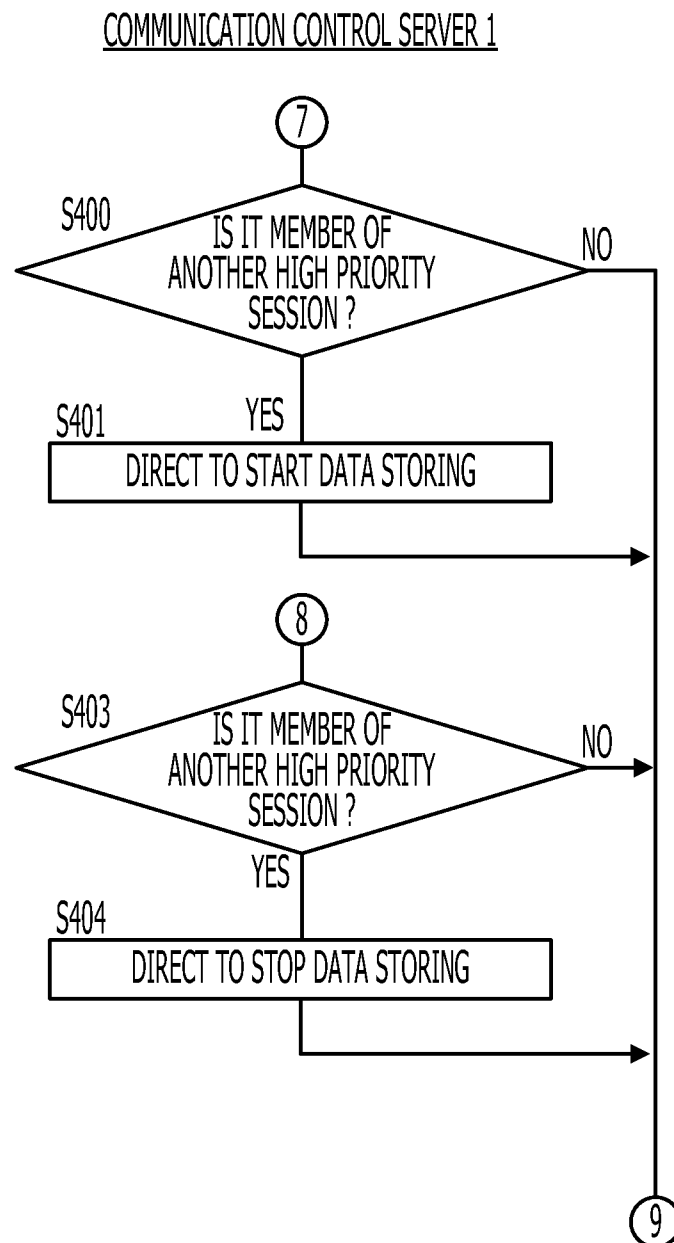 COMMUNICATION CONTROL SERVER 1
7
S400
IS IT MEMBER OF
ANOTHER HIGH PRIORITY
SESSION ?
NO
YES
S401
DIRECT TO START DATA STORING
8
S403
IS IT MEMBER OF
ANOTHER HIGH PRIORITY
SESSION ?
NO
YES
S404
DIRECT TO STOP DATA STORING
9